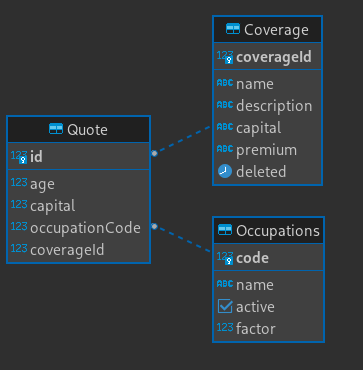 Coverage
123 coverageId
ABC name
ABC description
ABC capital
ABC premium
deleted
Quote
123 id
123 age
123 capital
123 occupationCode
123 coverageId
Occupations
123 code
ABC name
active
123 factor